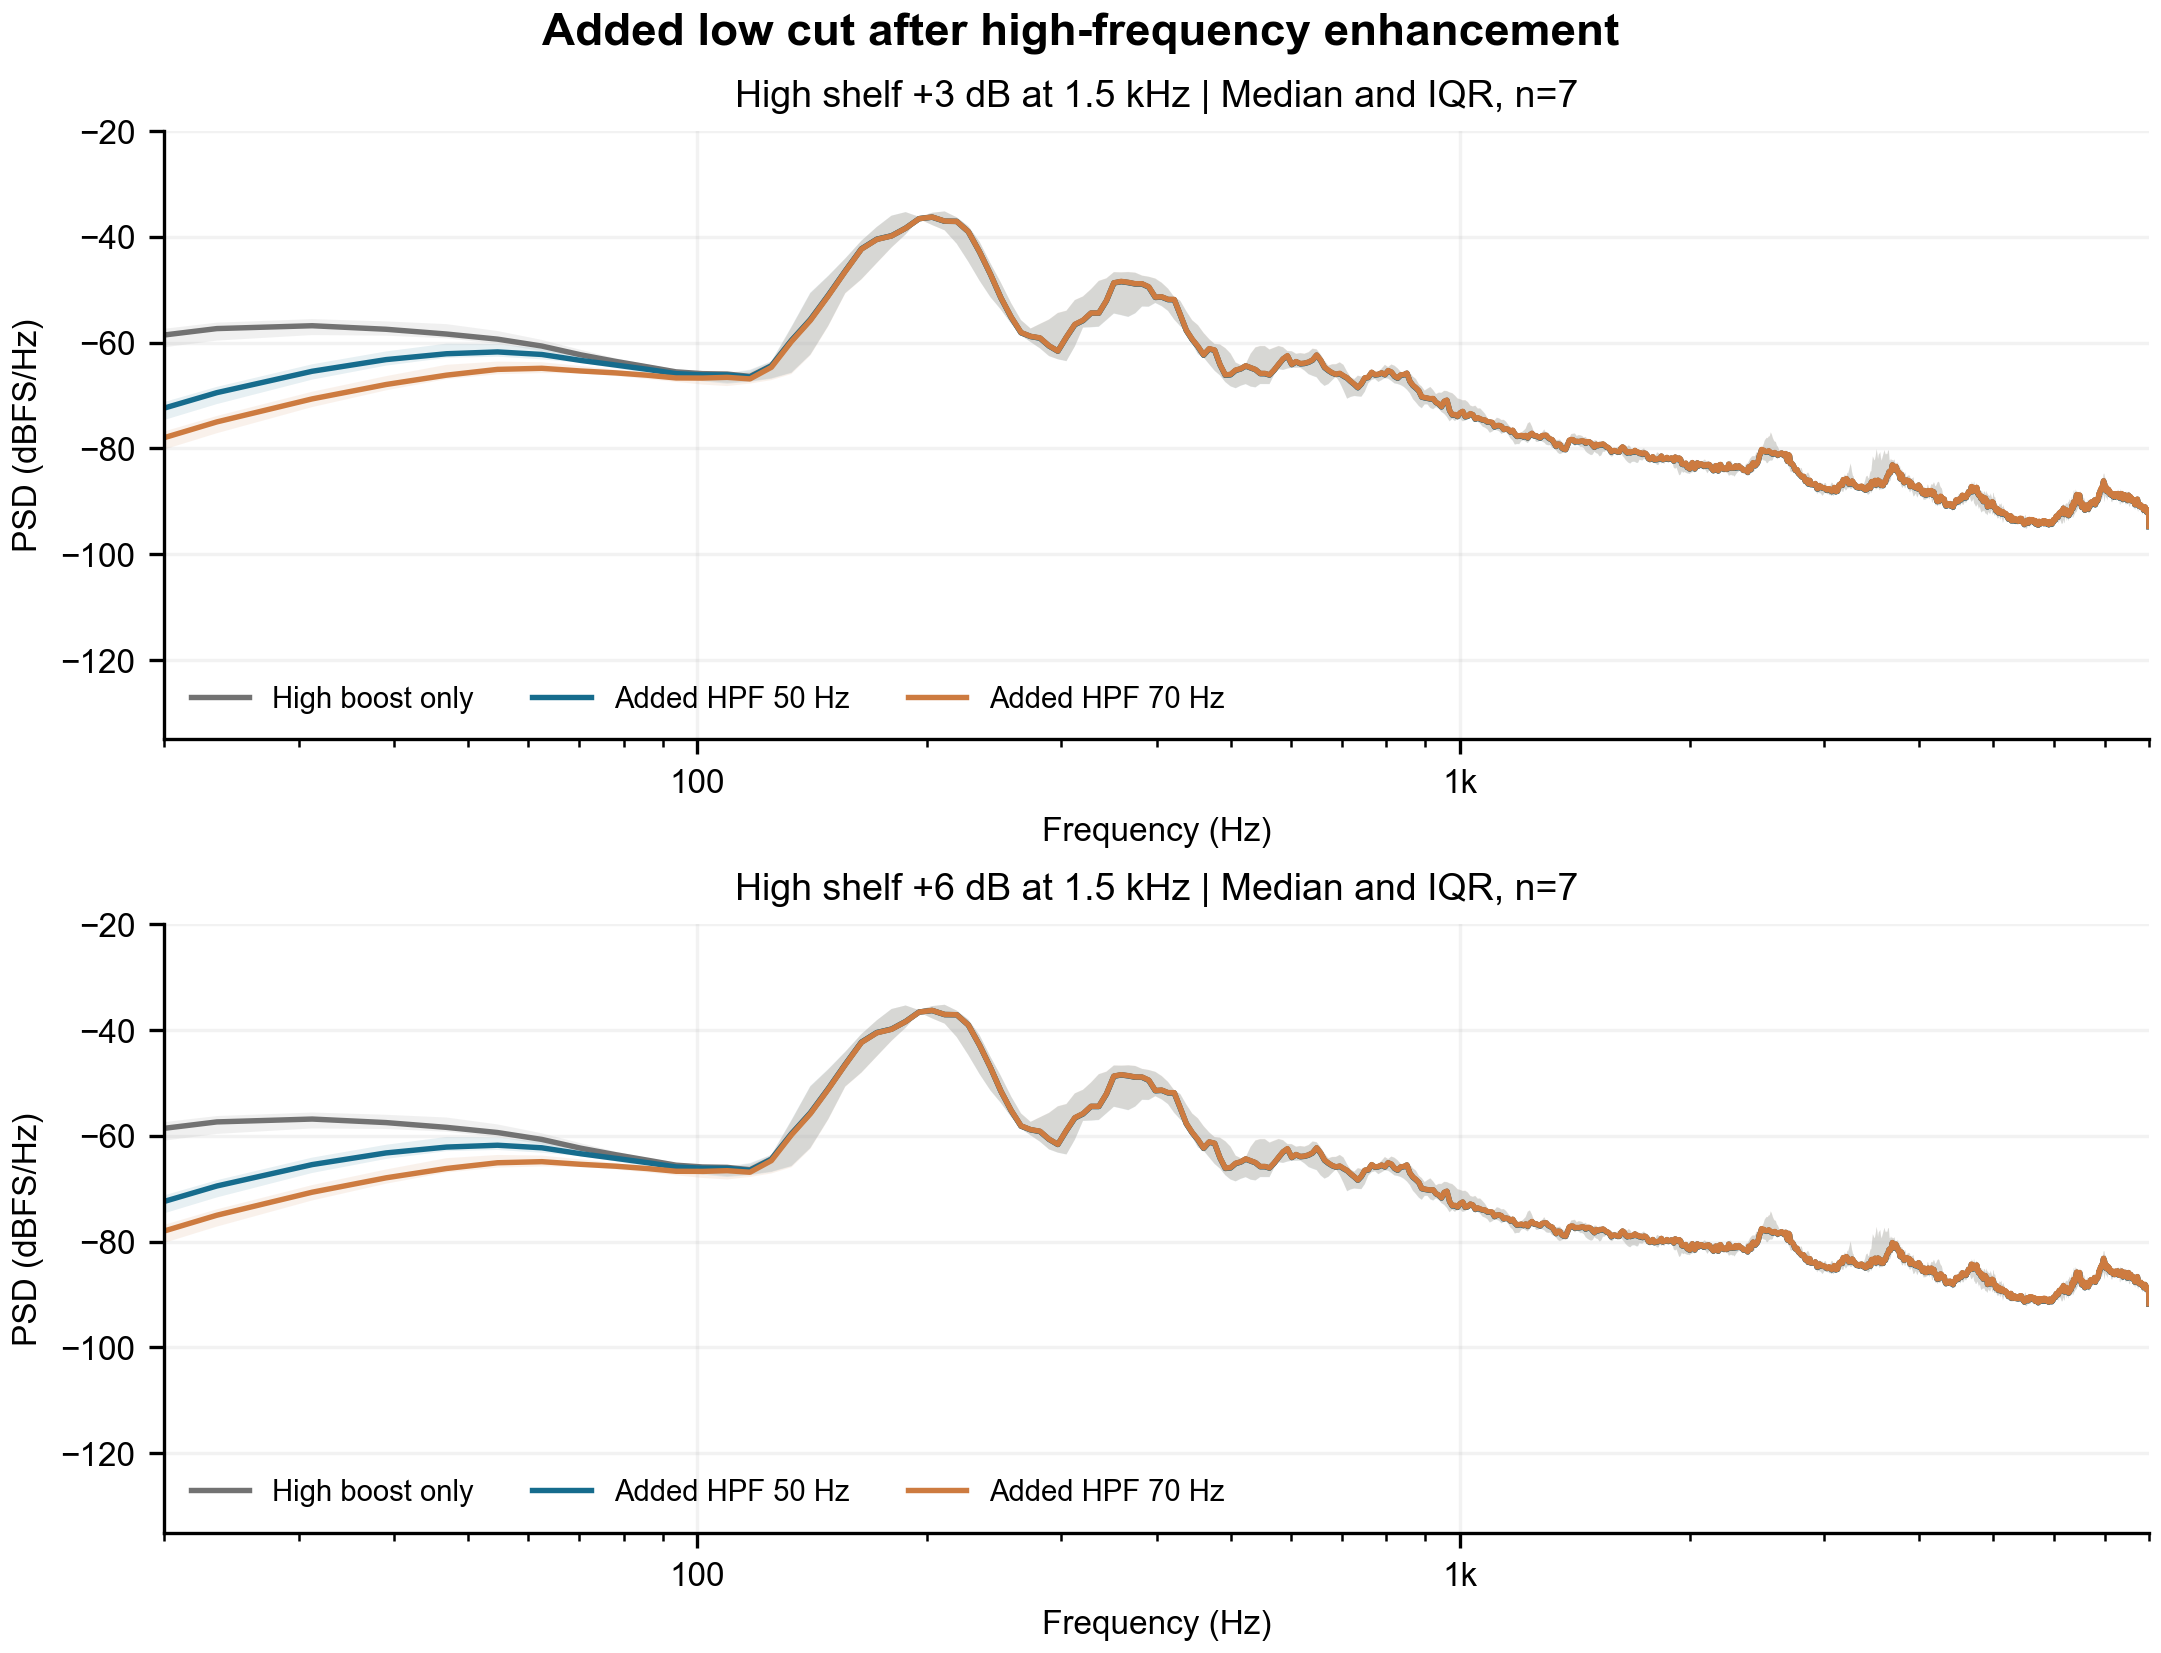 Added low cut after high-frequency enhancement
High shelf +3 dB at 1.5 kHz | Median and IQR, n=7
PSD (dBFS/Hz)
−20
−40
−60
−80
−100
−120
High boost only
Added HPF 50 Hz
Added HPF 70 Hz
100
1k
Frequency (Hz)
High shelf +6 dB at 1.5 kHz | Median and IQR, n=7
PSD (dBFS/Hz)
−20
−40
−60
−80
−100
−120
High boost only
Added HPF 50 Hz
Added HPF 70 Hz
100
1k
Frequency (Hz)